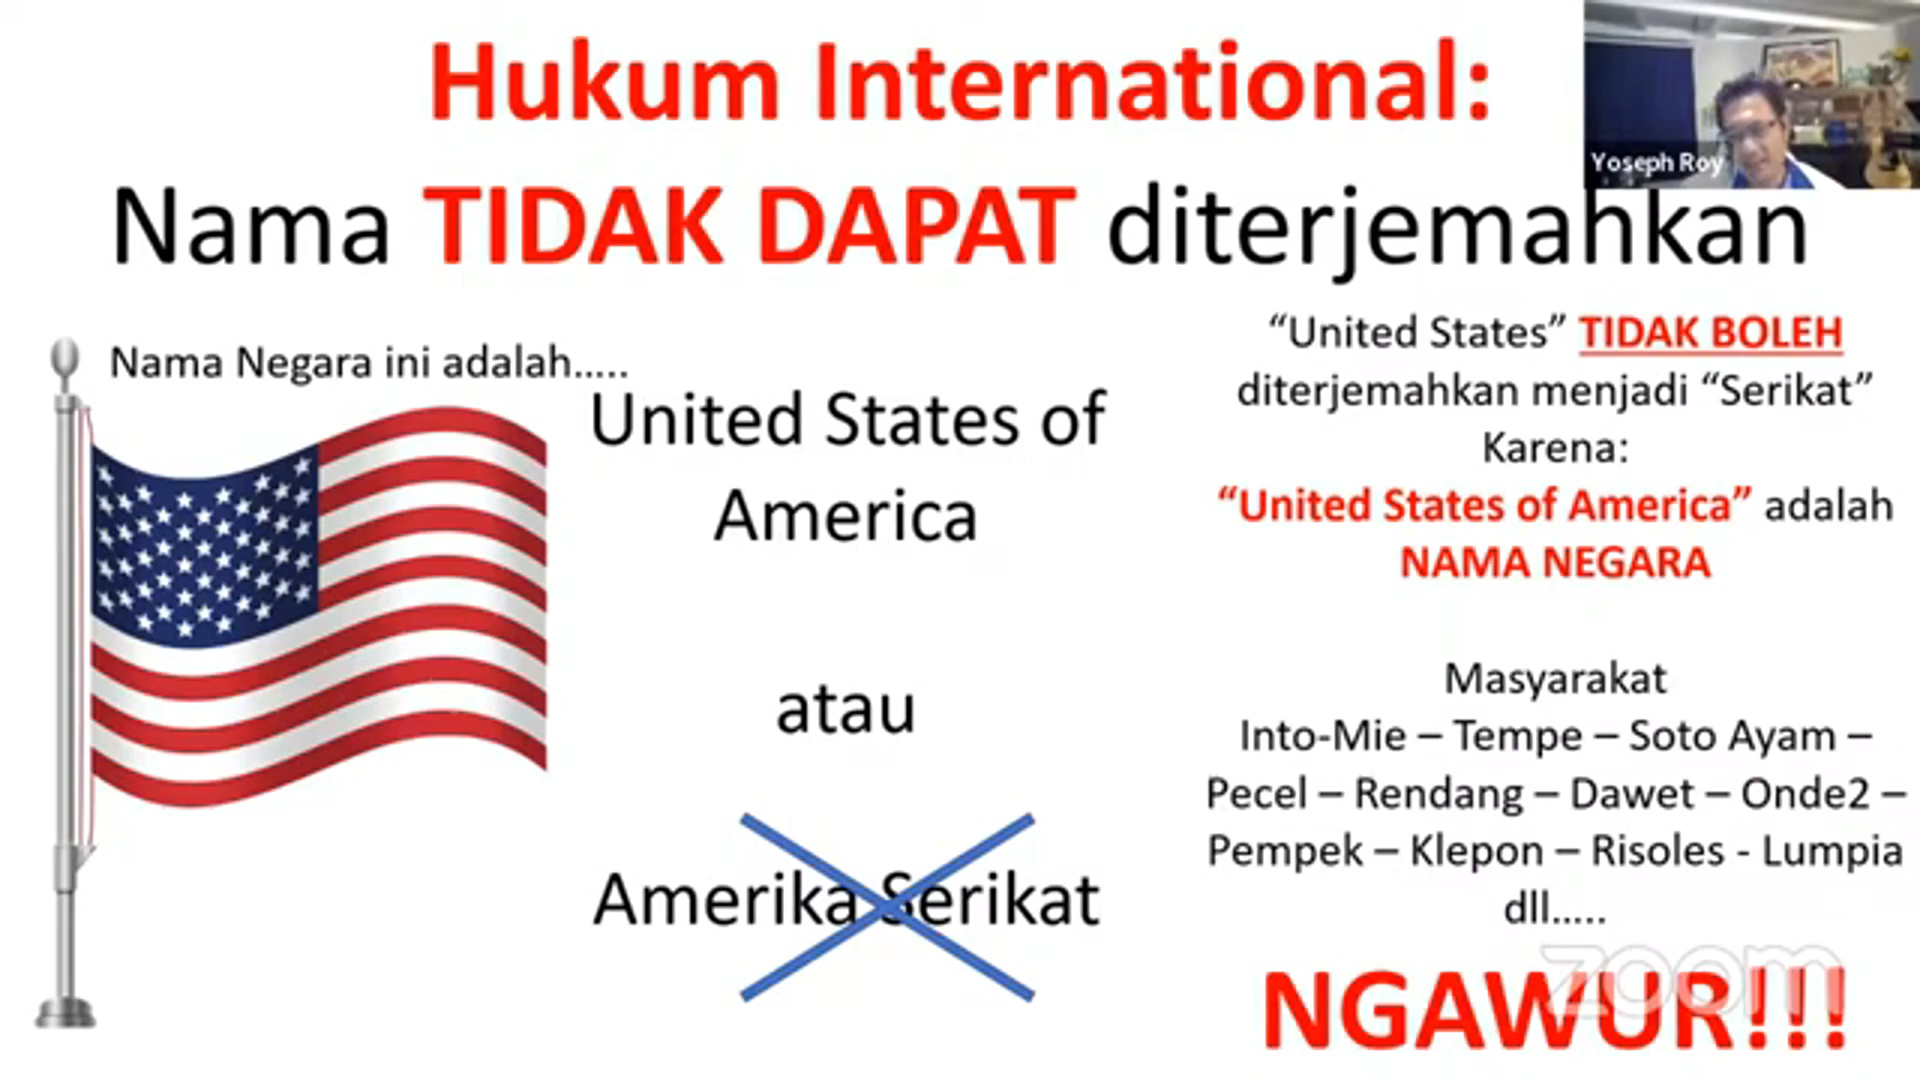 Hukum International:
Yoseph Roy
Nama TIDAK DAPAT diterjemahkan
Nama Negara ini adalah.....
United States of
America
atau
Amerika Serikat
“United States” TIDAK BOLEH
diterjemahkan menjadi “Serikat”
Karena:
“United States of America” adalah
NAMA NEGARA
Masyarakat
Into-Mie – Tempe – Soto Ayam –
Pecel – Rendang – Dawet – Onde2 –
Pempek – Klepon – Risoles - Lumpia
dll.....
zoom
NGAWUR!!!